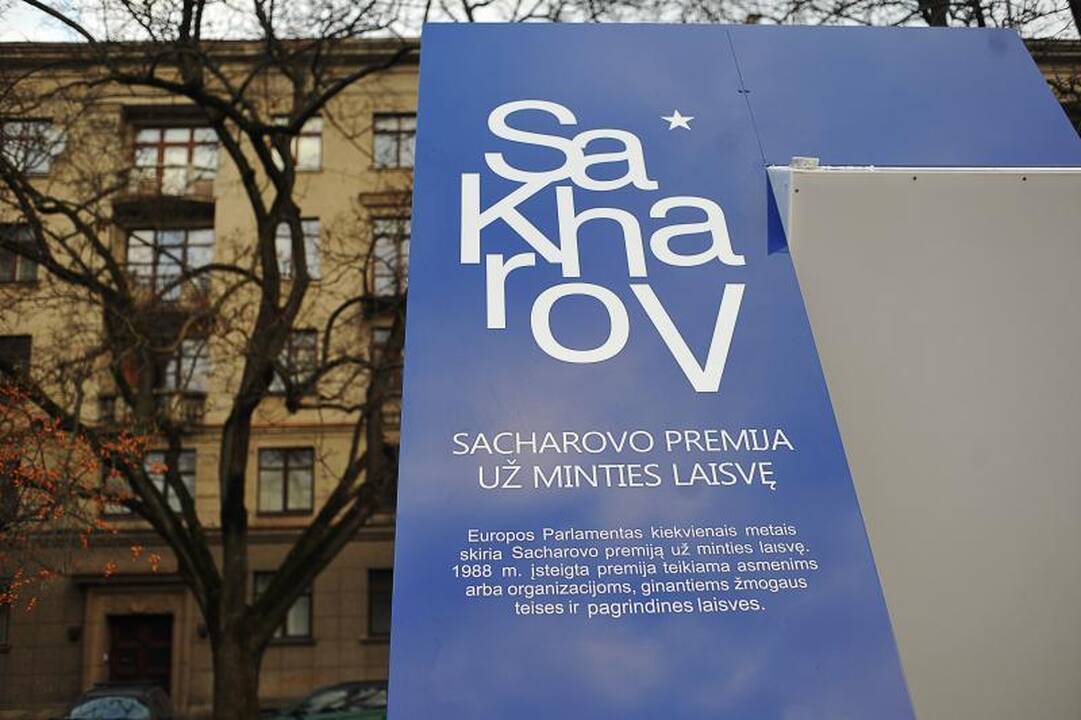 Sa
Kha
roV
SACHAROVO PREMIJA
UŽ MINTIES LAISVĘ
Europos Parlamentas kiekvienais metais
skiria Sacharovo premiją už minties laisvę.
1988 m. įsteigta premija teikiama asmenims
arba organizacijoms, ginantiems žmogaus
teises ir pagrindines laisves.